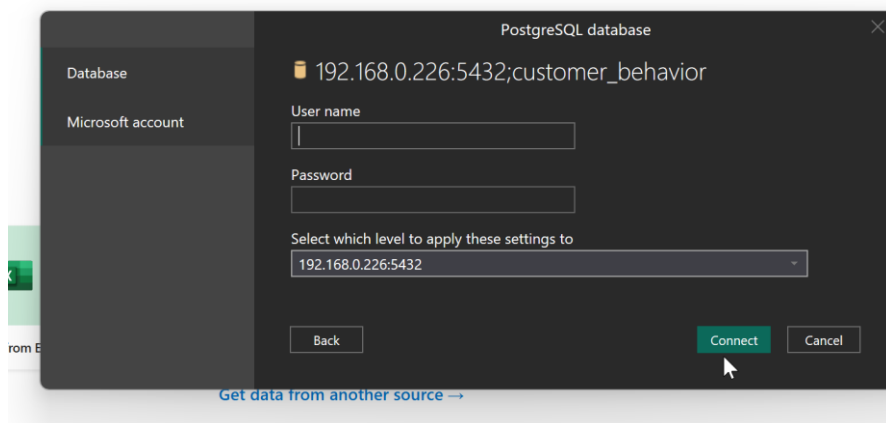 PostgreSQL database
Database
Microsoft account
192.168.0.226:5432;customer_behavior
User name
Password
Select which level to apply these settings to
192.168.0.226:5432
Back
Connect
Cancel
X
from E
Get data from another source →